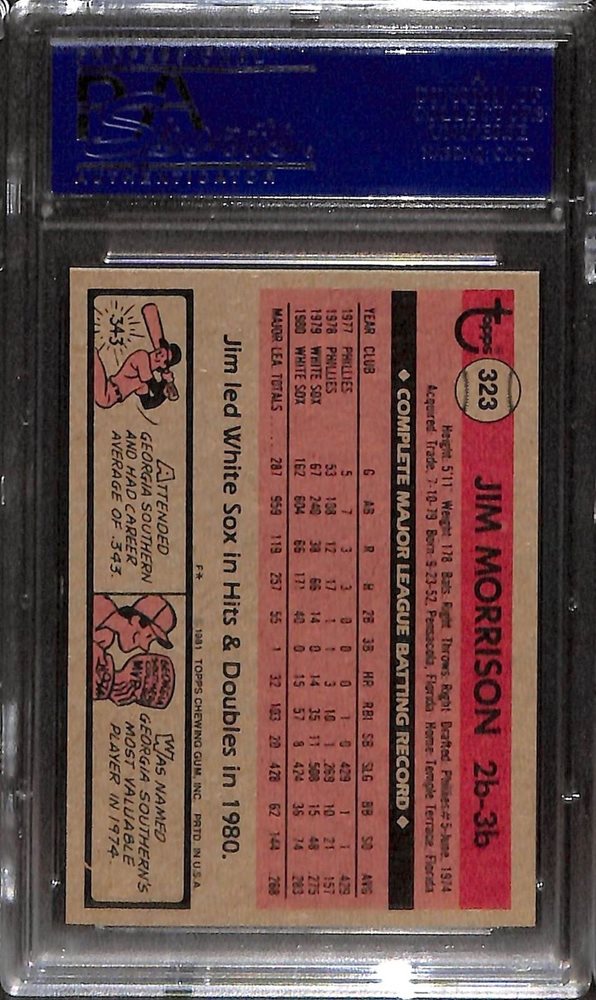 PSA
AUTHENTICATION
topps
323
JIM MORRISON 2b-3b
Height: 5'11" Weight: 178 Bats: Right Throws: Right Drafted: Phillies #5-June, 1974
Acquired: Trade, 7-10-79 Born: 9-23-52, Pensacola, Florida Home: Temple Terrace, Florida
◆ COMPLETE MAJOR LEAGUE BATTING RECORD ◆
YEAR CLUB G AB R H 2B 3B HR RBI SB SLG BB SO AVG
1977 PHILLIES 5 7 3 3 0 0 0 1 0 .429 1 1 .429
1978 PHILLIES 53 108 12 17 1 1 3 10 1 .269 10 21 .157
1979 WHITE SOX 67 240 38 66 14 0 14 35 11 .508 15 48 .275
1980 WHITE SOX 162 604 66 171 40 0 15 57 8 .424 36 74 .283
MAJOR LEA. TOTALS 287 959 119 257 55 1 32 103 20 .428 62 144 .268
Jim led White Sox in Hits & Doubles in 1980.
F* © 1981 TOPPS CHEWING GUM, INC. PRTD. IN U.S.A.
.343
ATTENDED
GEORGIA SOUTHERN
AND HAD CAREER
AVERAGE OF .343.
GEORGIA
SOUTHERN
MVP
WAS NAMED
GEORGIA SOUTHERN'S
MOST VALUABLE
PLAYER IN 1974